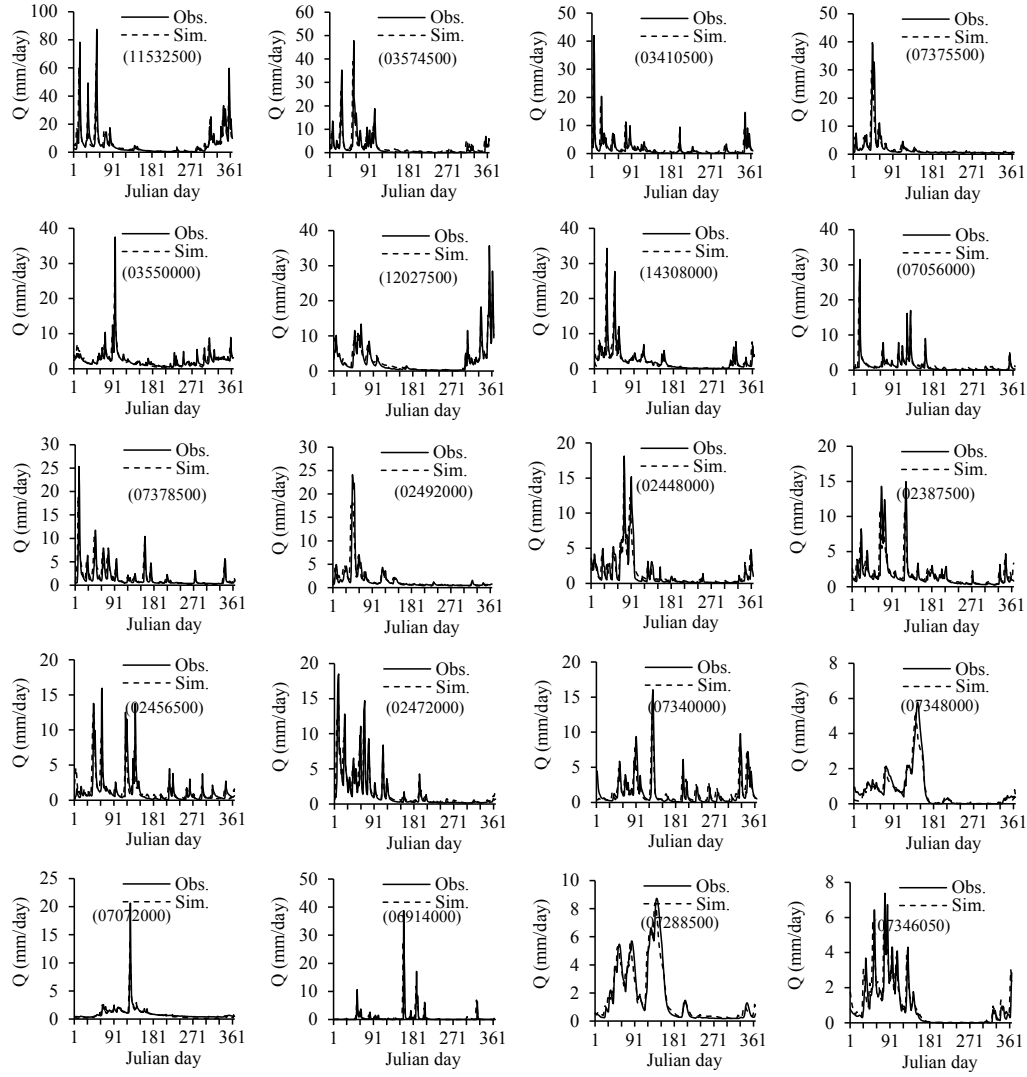 Q (mm/day)
100
80
60
40
20
0
Obs.
Sim.
(11532500)
1 91 181 271 361
Julian day
Q (mm/day)
60
50
40
30
20
10
0
Obs.
Sim.
(03574500)
1 91 181 271 361
Julian day
Q (mm/day)
50
40
30
20
10
0
Obs.
Sim.
(03410500)
1 91 181 271 361
Julian day
Q (mm/day)
50
40
30
20
10
0
Obs.
Sim.
(07375500)
1 91 181 271 361
Julian day
Q (mm/day)
40
30
20
10
0
Obs.
Sim.
(03550000)
1 91 181 271 361
Julian day
Q (mm/day)
40
30
20
10
0
Obs.
Sim.
(12027500)
1 91 181 271 361
Julian day
Q (mm/day)
40
30
20
10
0
Obs.
Sim.
(14308000)
1 91 181 271 361
Julian day
Q (mm/day)
40
30
20
10
0
Obs.
Sim.
(07056000)
1 91 181 271 361
Julian day
Q (mm/day)
30
25
20
15
10
5
0
Obs.
Sim.
(07378500)
1 91 181 271 361
Julian day
Q (mm/day)
30
25
20
15
10
5
0
Obs.
Sim.
(02492000)
1 91 181 271 361
Julian day
Q (mm/day)
20
15
10
5
0
Obs.
Sim.
(02448000)
1 91 181 271 361
Julian day
Q (mm/day)
20
15
10
5
0
Obs.
Sim.
(02387500)
1 91 181 271 361
Julian day
Q (mm/day)
20
15
10
5
0
Obs.
Sim.
(02456500)
1 91 181 271 361
Julian day
Q (mm/day)
20
15
10
5
0
Obs.
Sim.
(02472000)
1 91 181 271 361
Julian day
Q (mm/day)
20
15
10
5
0
Obs.
Sim.
(07340000)
1 91 181 271 361
Julian day
Q (mm/day)
8
6
4
2
0
Obs.
Sim.
(07348000)
1 91 181 271 361
Julian day
Q (mm/day)
25
20
15
10
5
0
Obs.
Sim.
(07072000)
1 91 181 271 361
Julian day
Q (mm/day)
50
40
30
20
10
0
Obs.
Sim.
(06914000)
1 91 181 271 361
Julian day
Q (mm/day)
10
8
6
4
2
0
Obs.
Sim.
(07288500)
1 91 181 271 361
Julian day
Q (mm/day)
8
6
4
2
0
Obs.
Sim.
(07346050)
1 91 181 271 361
Julian day